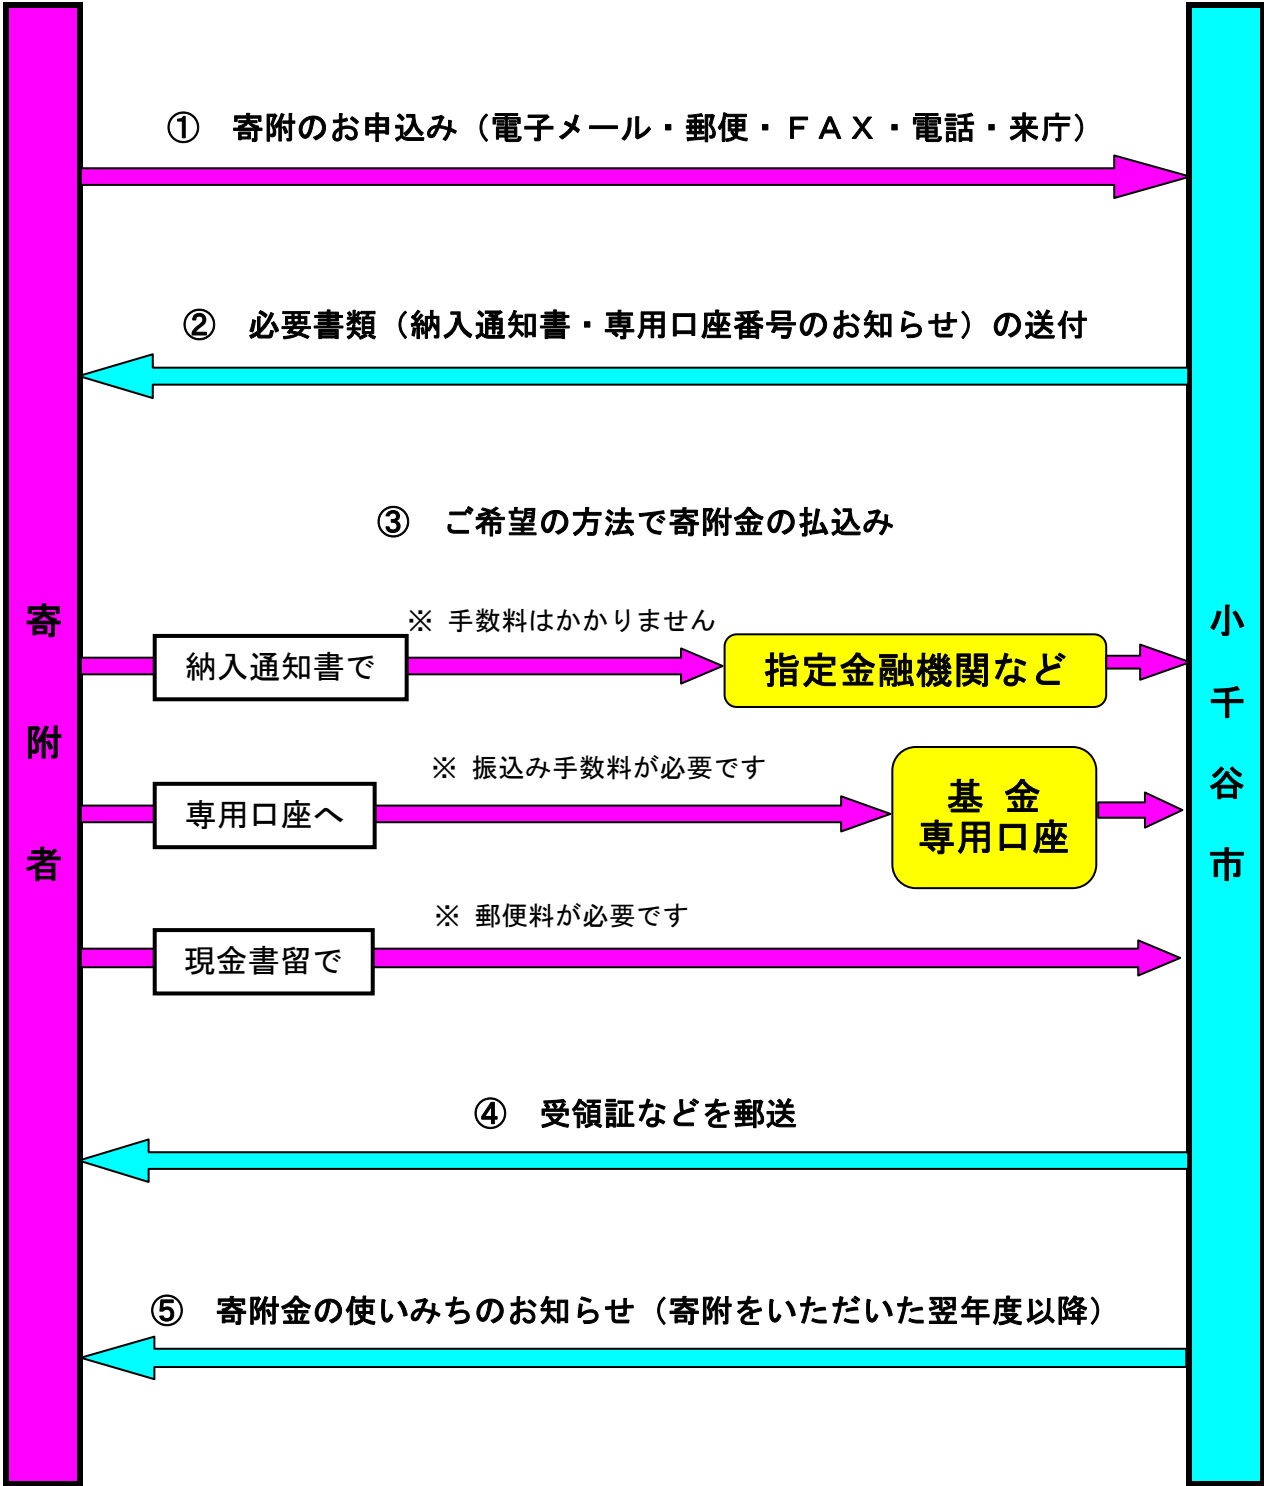 ①　寄附のお申込み（電子メール・郵便・ＦＡＸ・電話・来庁）
②　必要書類（納入通知書・専用口座番号のお知らせ）の送付
③　ご希望の方法で寄附金の払込み
寄附者
小千谷市
※ 手数料はかかりません
納入通知書で
指定金融機関など
※ 振込み手数料が必要です
専用口座へ
基 金
専用口座
※ 郵便料が必要です
現金書留で
④　受領証などを郵送
⑤　寄附金の使いみちのお知らせ（寄附をいただいた翌年度以降）